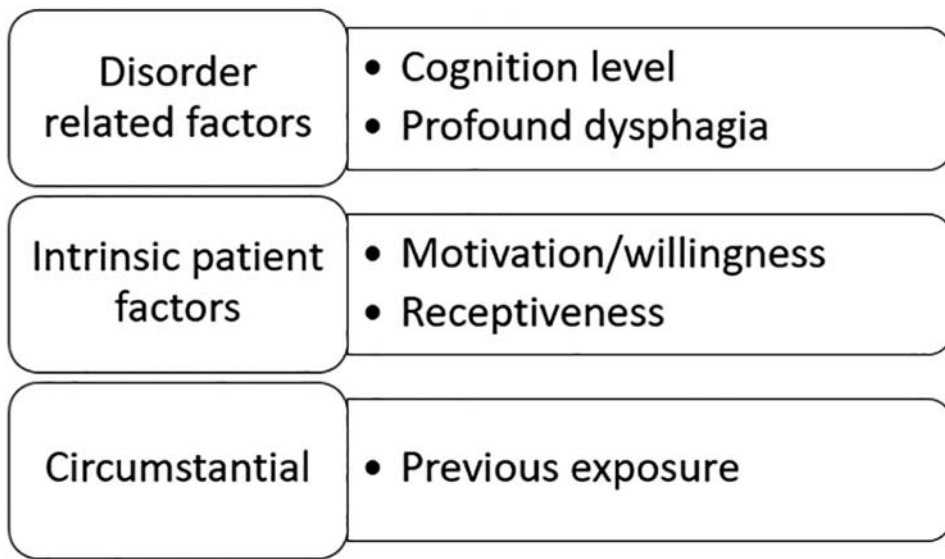 Disorder
related factors
• Cognition level
• Profound dysphagia
Intrinsic patient
factors
• Motivation/willingness
• Receptiveness
Circumstantial
• Previous exposure